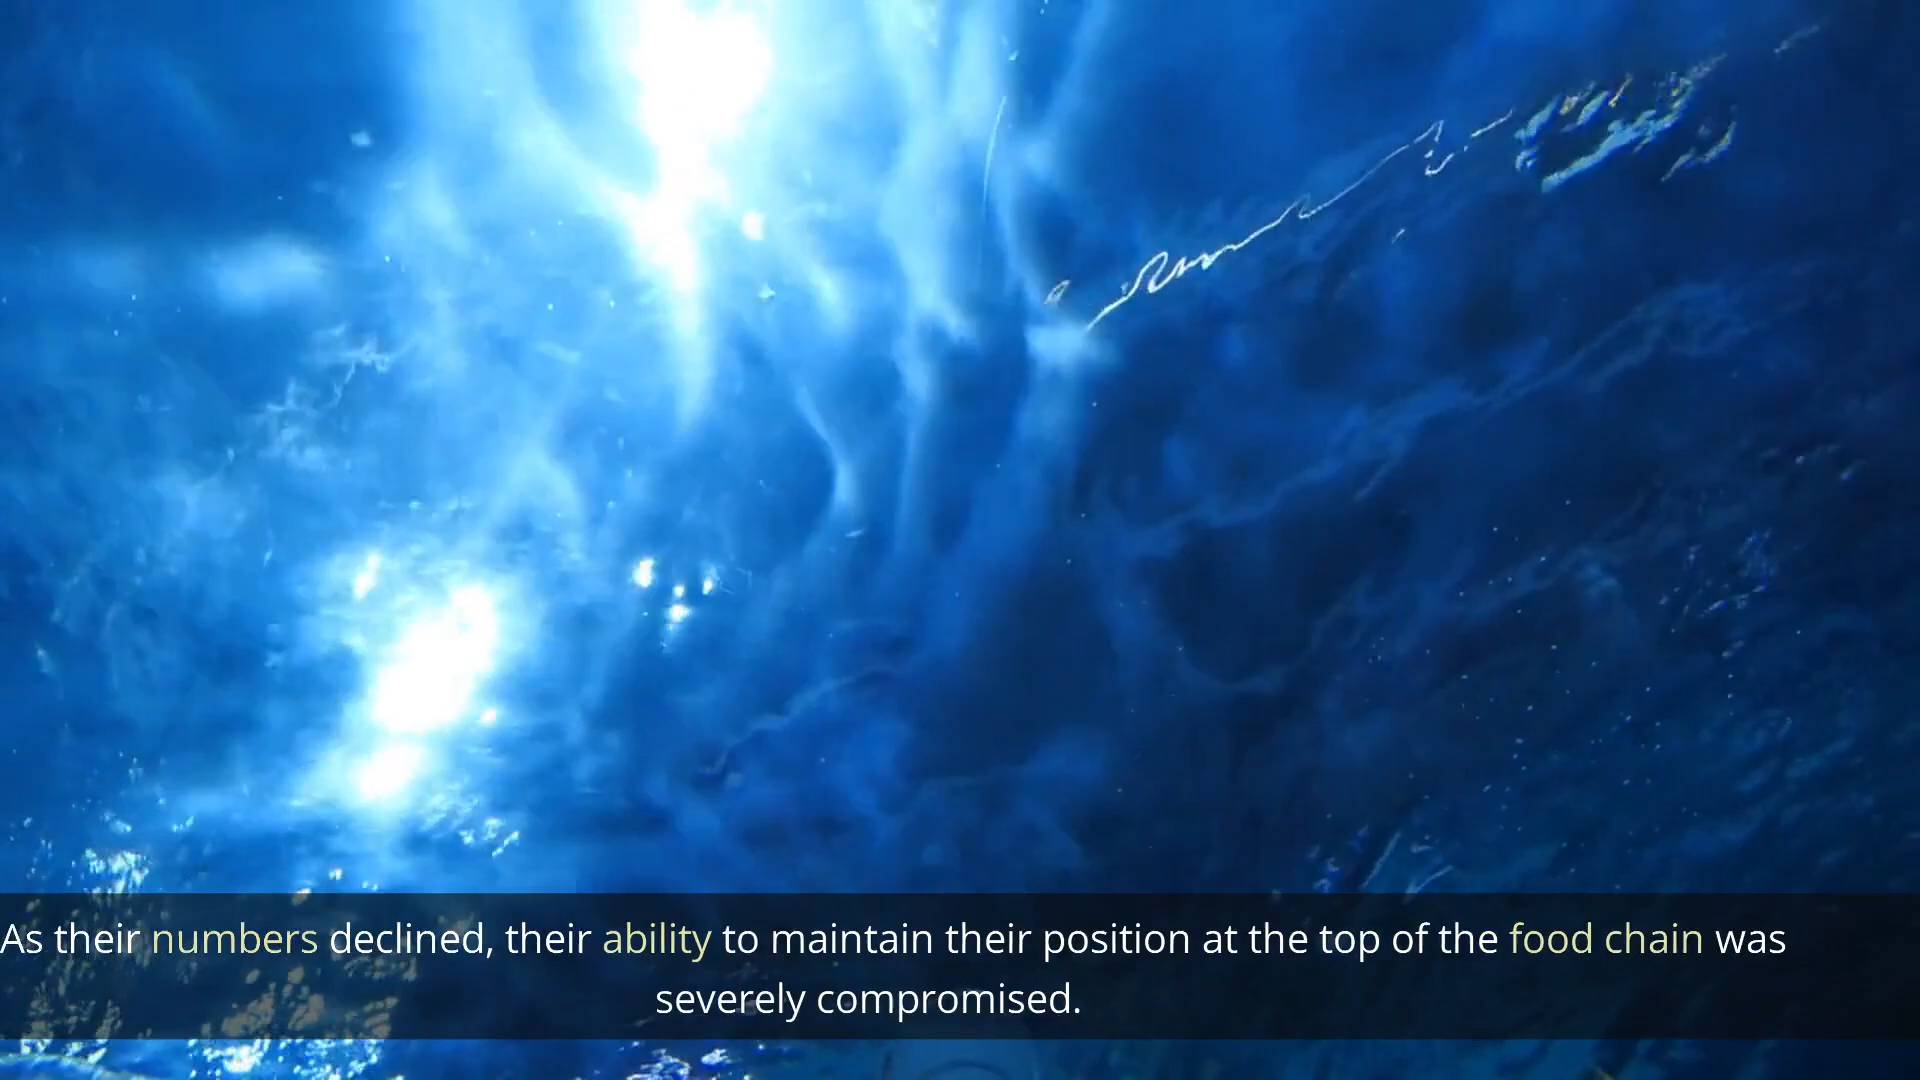 As their numbers declined, their ability to maintain their position at the top of the food chain was
severely compromised.